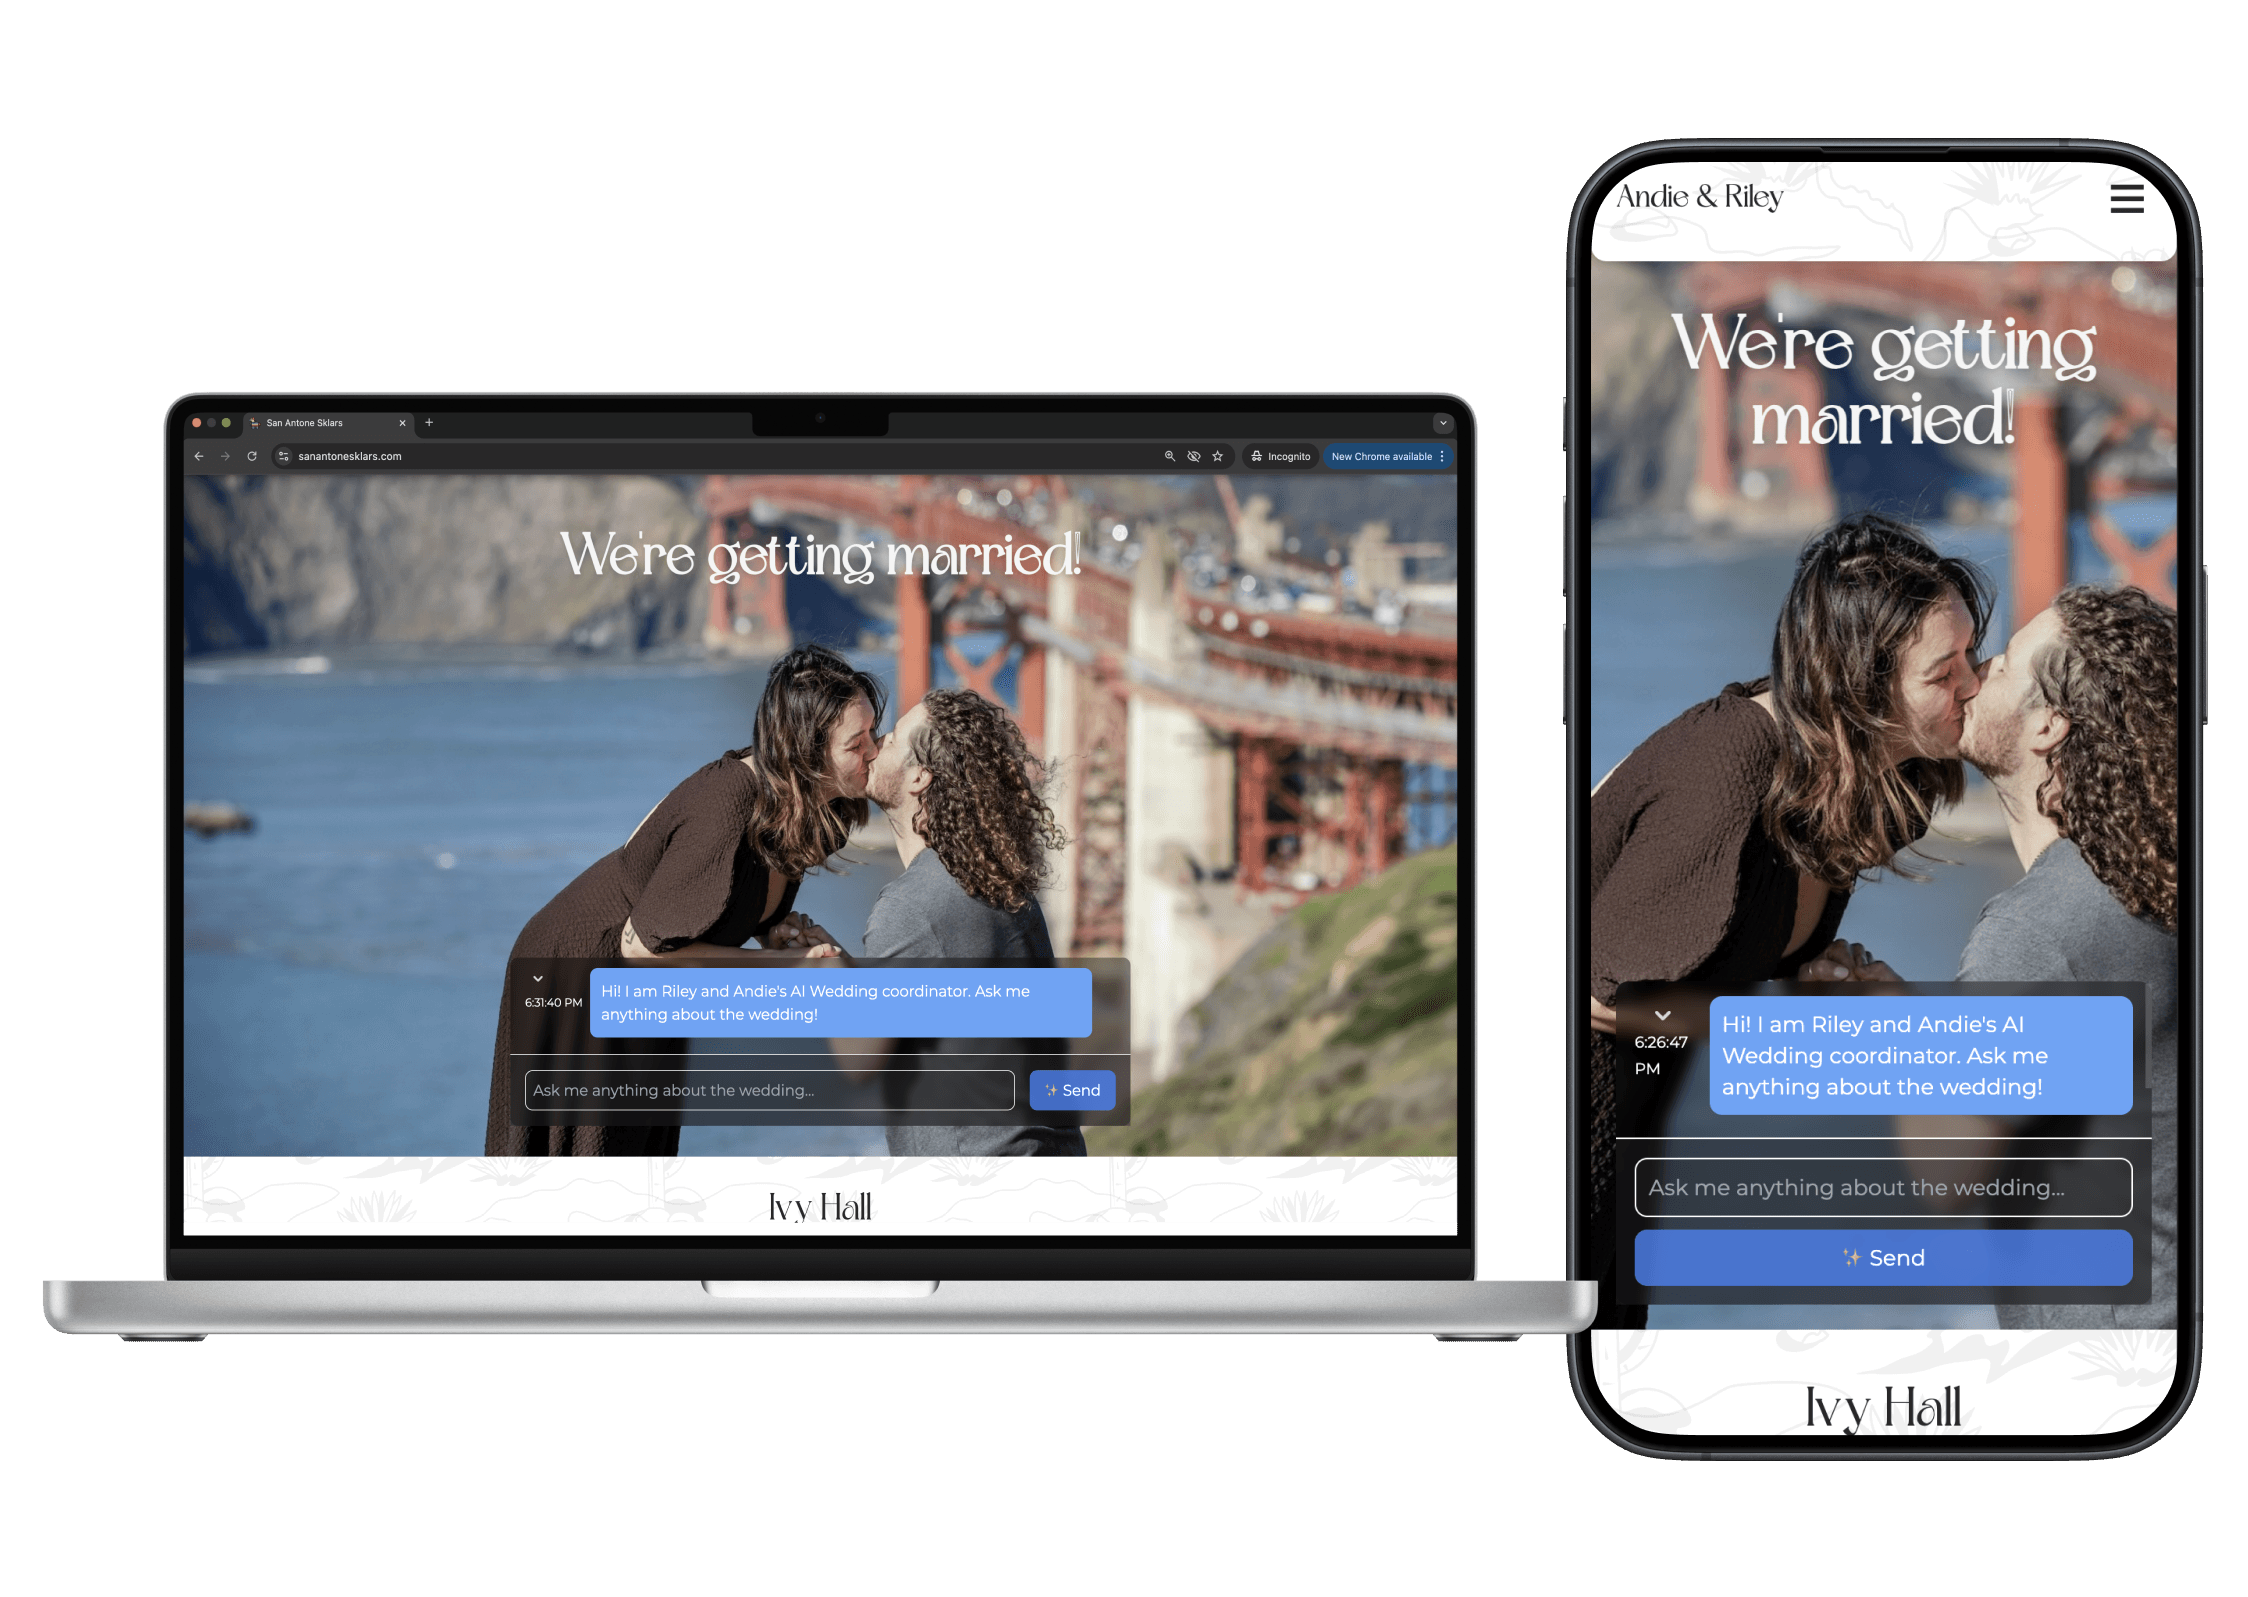 San Antone Sklars
sanantonesklars.com
Incognito
New Chrome available
We're getting married!
6:31:40 PM
Hi! I am Riley and Andie's AI Wedding coordinator. Ask me
anything about the wedding!
Ask me anything about the wedding...
✨ Send
Ivy Hall
Andie & Riley
We're getting
married!
6:26:47
PM
Hi! I am Riley and Andie's AI
Wedding coordinator. Ask me
anything about the wedding!
Ask me anything about the wedding...
✨ Send
Ivy Hall